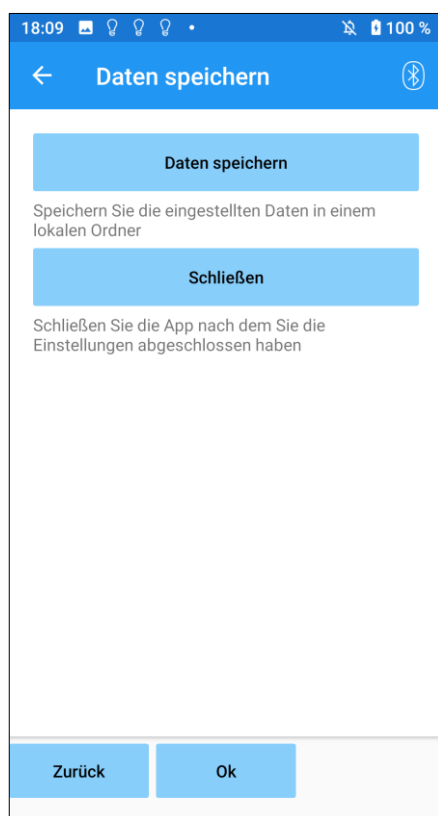 18:09 100 %
Daten speichern
Daten speichern
Speichern Sie die eingestellten Daten in einem
lokalen Ordner
Schließen
Schließen Sie die App nach dem Sie die
Einstellungen abgeschlossen haben
Zurück Ok